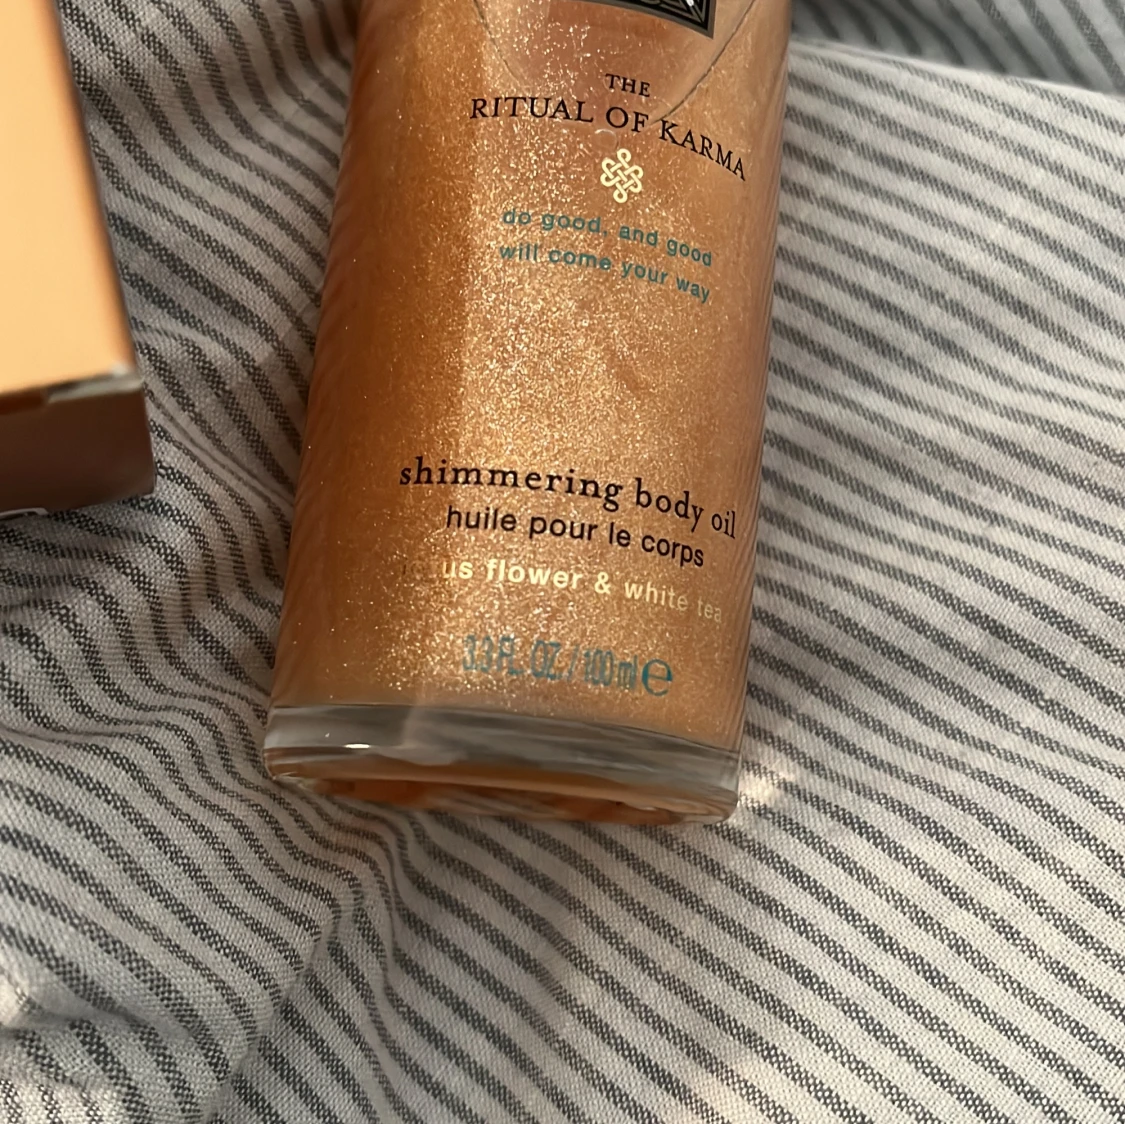 THE
RITUAL OF KARMA
do good, and good
will come your way
shimmering body oil
huile pour le corps
us flower & white tea
3.3 FL. OZ. / 100 ml e